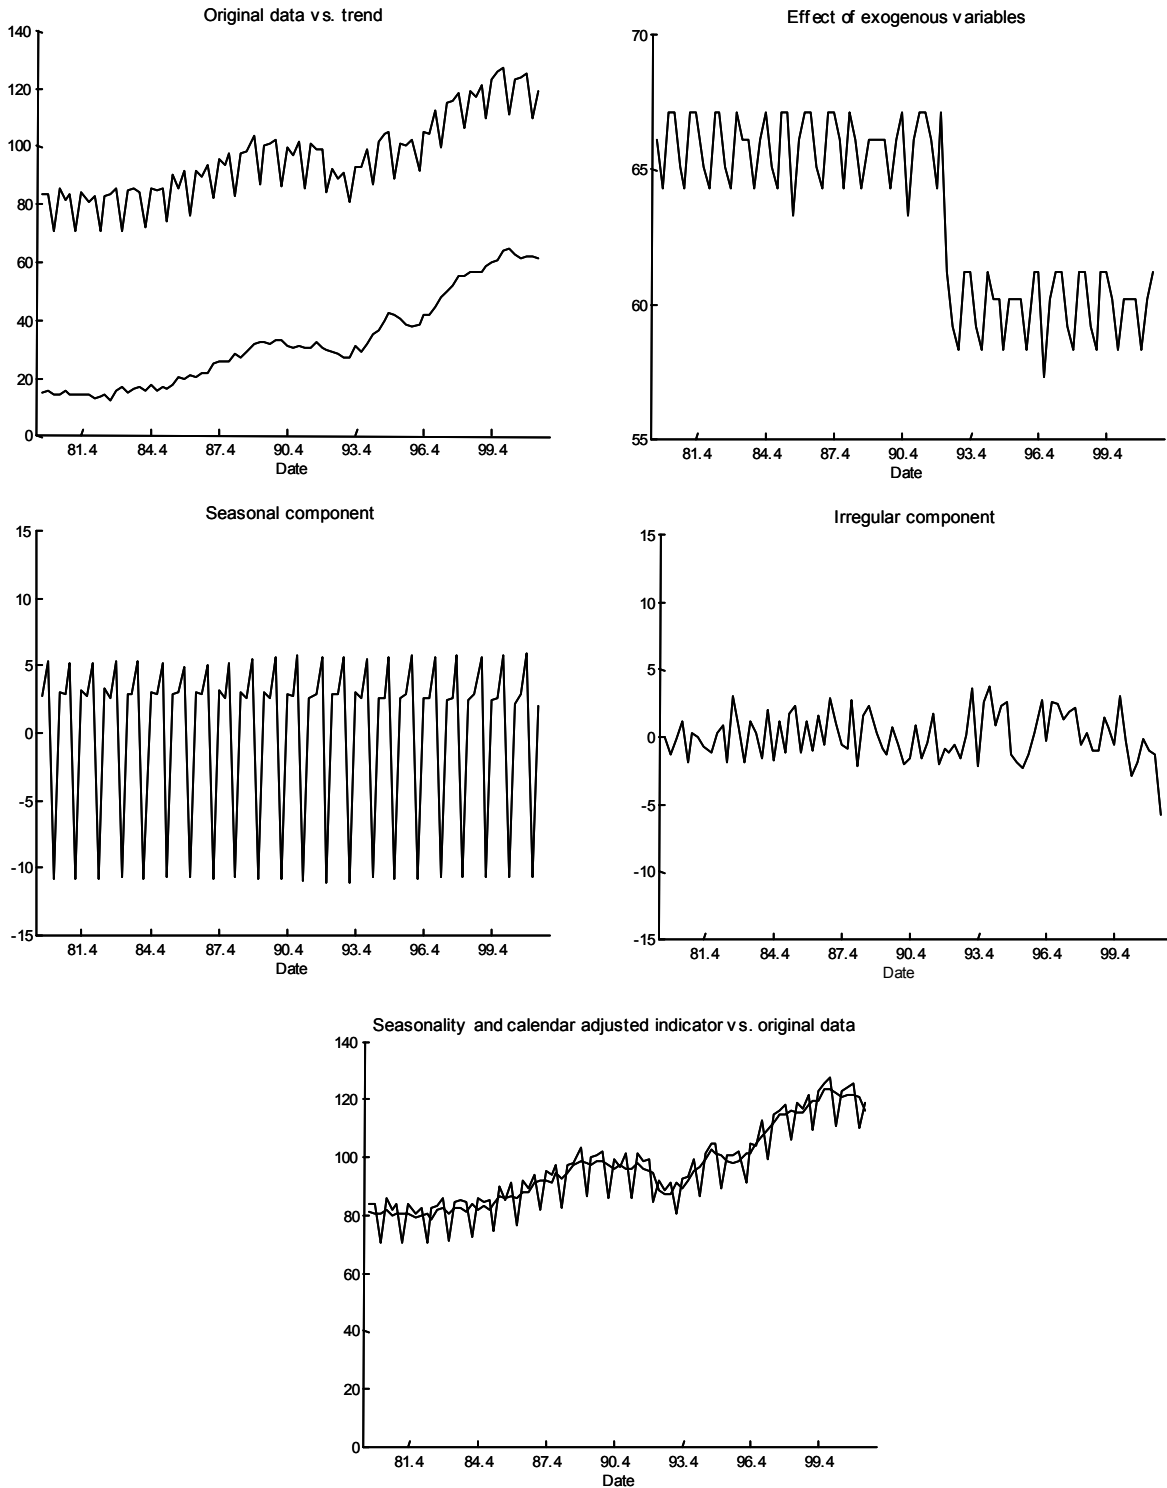 Original data vs. trend
140
120
100
80
60
40
20
0
81.4 84.4 87.4 90.4 93.4 96.4 99.4
Date
Effect of exogenous variables
70
65
60
55
81.4 84.4 87.4 90.4 93.4 96.4 99.4
Date
Seasonal component
15
10
5
0
-5
-10
-15
81.4 84.4 87.4 90.4 93.4 96.4 99.4
Date
Irregular component
15
10
5
0
-5
-10
-15
81.4 84.4 87.4 90.4 93.4 96.4 99.4
Date
Seasonality and calendar adjusted indicator vs. original data
140
120
100
80
60
40
20
0
81.4 84.4 87.4 90.4 93.4 96.4 99.4
Date